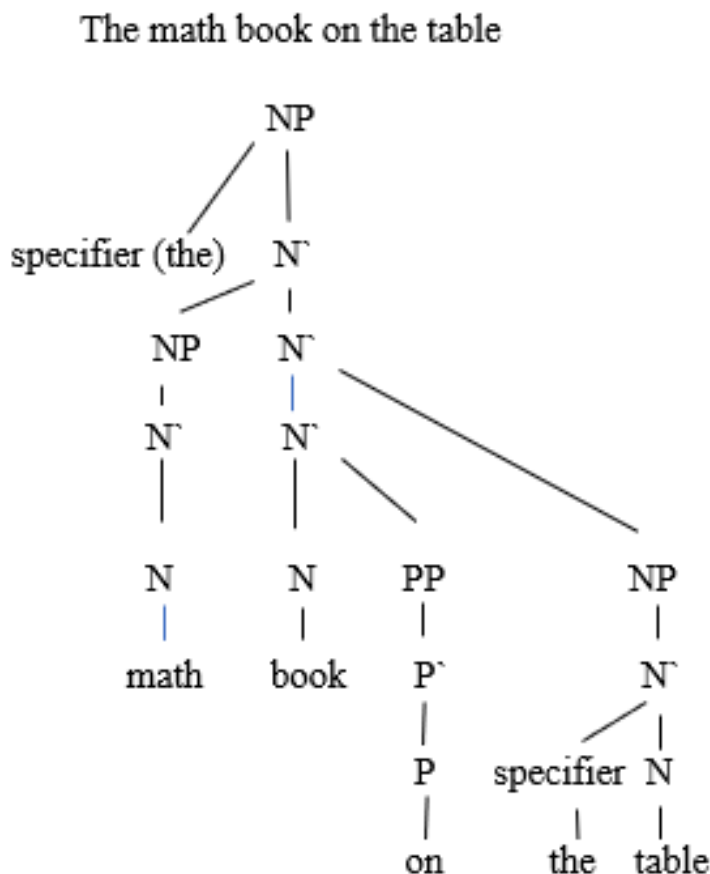 The math book on the table
NP
specifier (the) N`
NP N`
N` N`
N N PP NP
math book P` N`
P specifier N
on the table